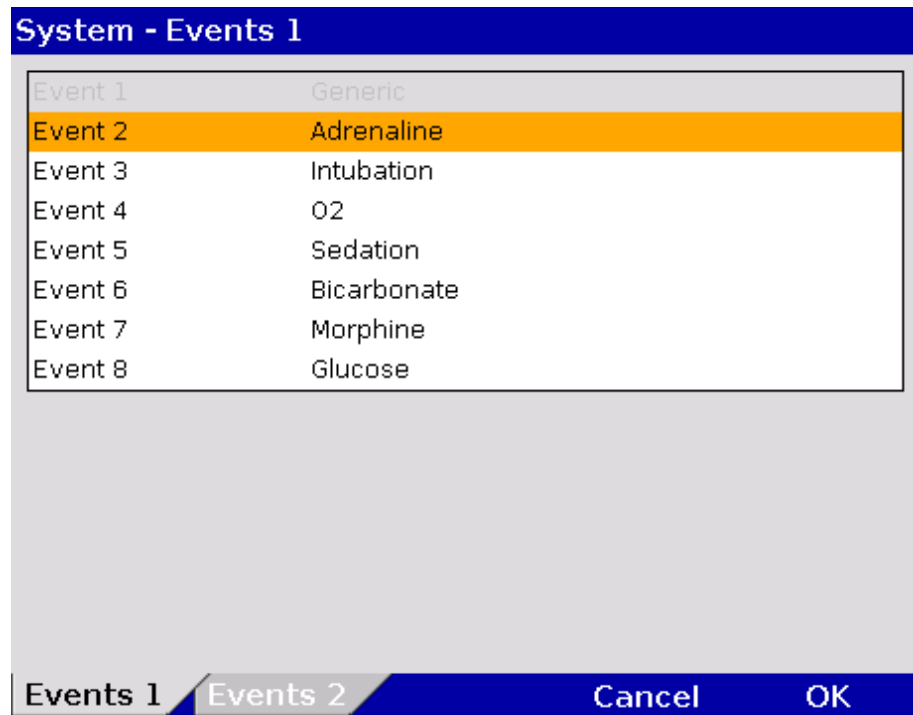 System - Events 1
Event 1 Generic
Event 2 Adrenaline
Event 3 Intubation
Event 4 O2
Event 5 Sedation
Event 6 Bicarbonate
Event 7 Morphine
Event 8 Glucose
Events 1 Events 2 Cancel OK